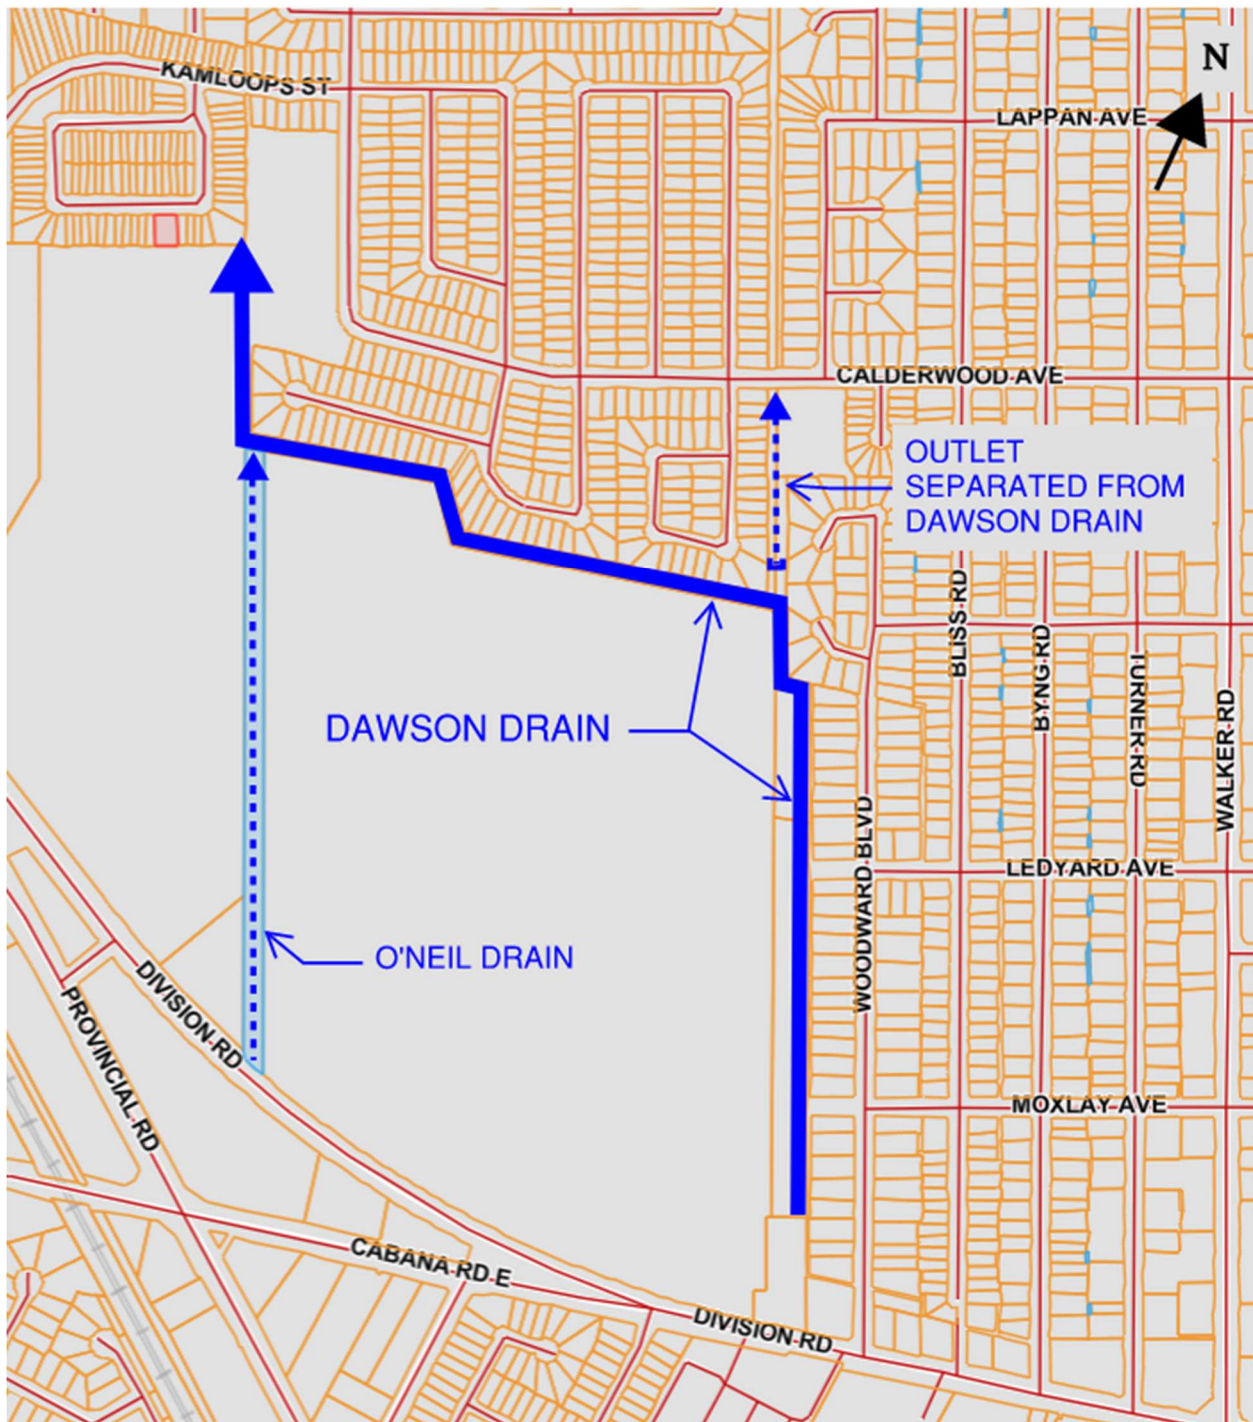 N
KAMLOOPS ST
LAPPAN AVE
CALDERWOOD AVE
OUTLET
SEPARATED FROM
DAWSON DRAIN
BLISS RD
BYNG RD
TURNER RD
WALKER RD
DAWSON DRAIN
WOODWARD BLVD
LEDYARD AVE
O'NEIL DRAIN
DIVISION RD
PROVINCIAL RD
MOXLAY AVE
CABANA RD E
DIVISION RD